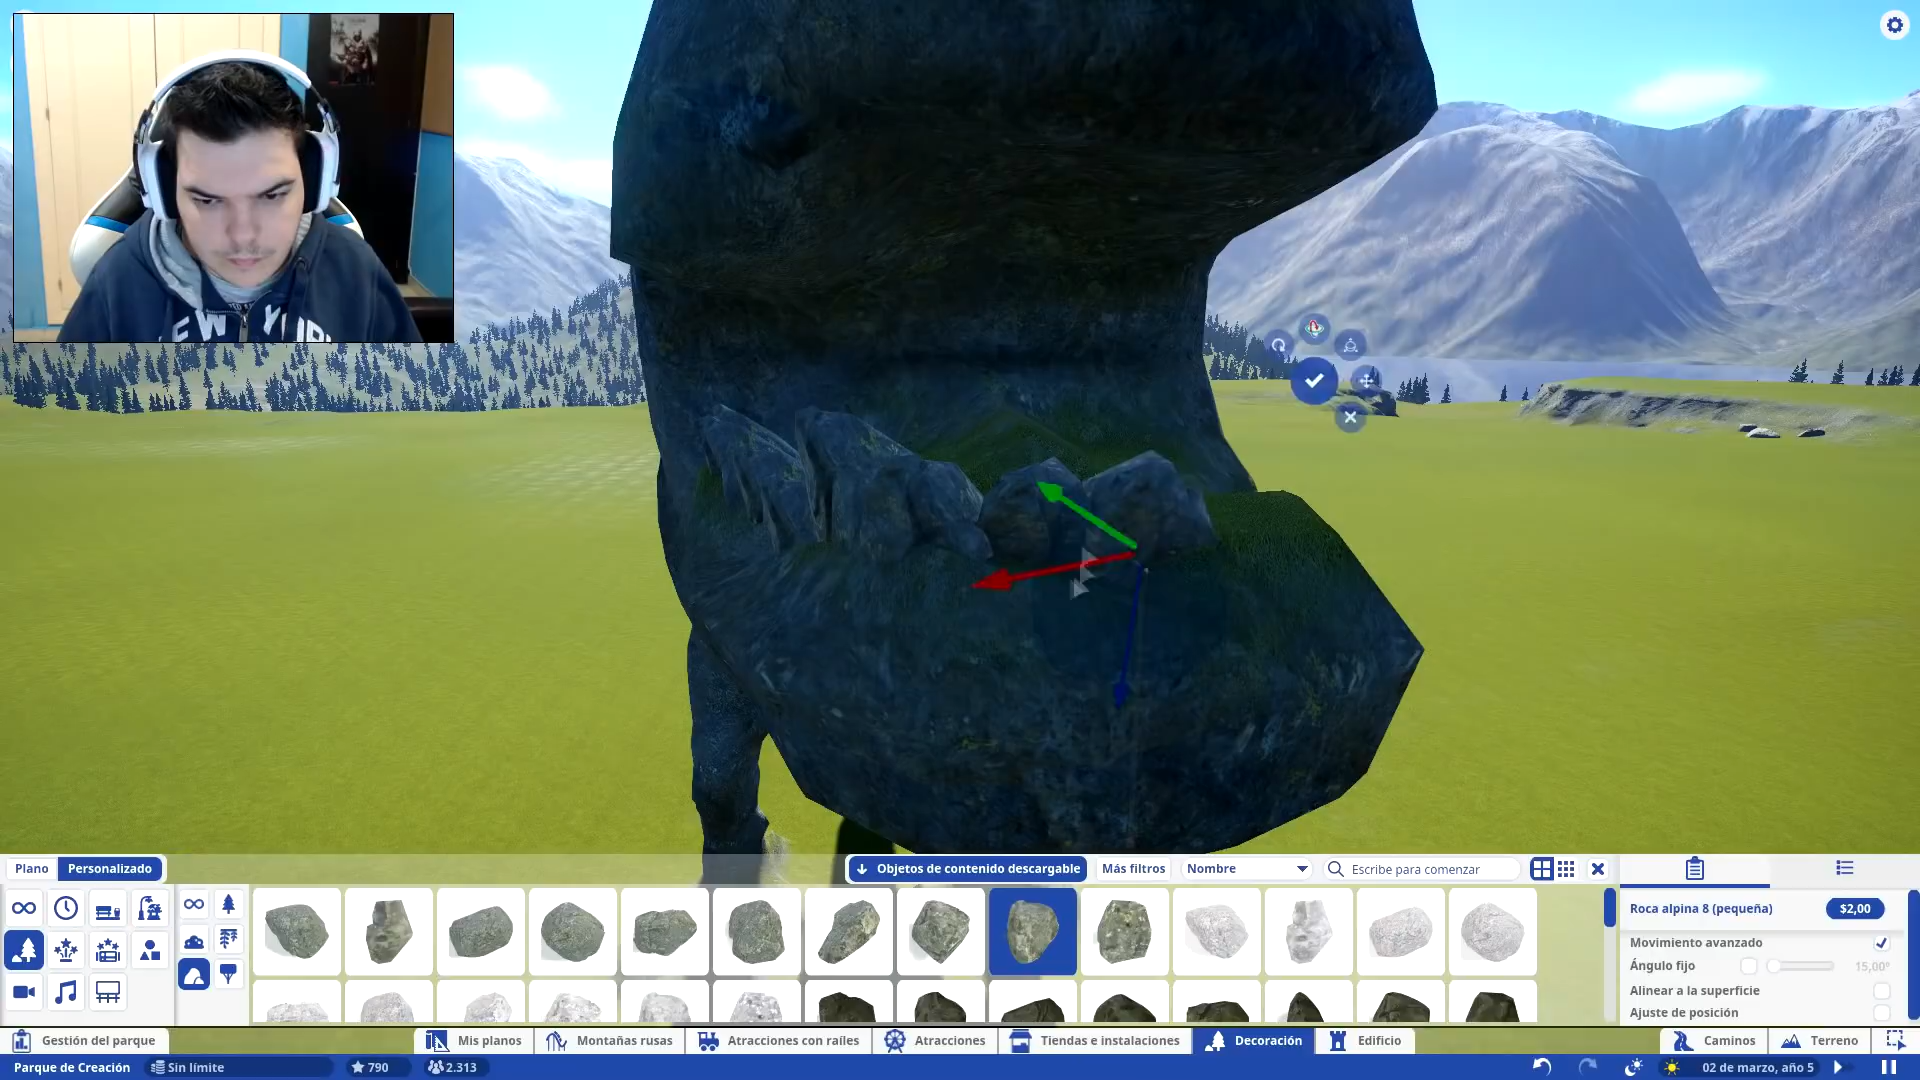 Plano
Personalizado
Objetos de contenido descargable
Más filtros
Nombre
Escribe para comenzar
Roca alpina 8 (pequeña)
$2,00
Movimiento avanzado
Ángulo fijo
15,00°
Alinear a la superficie
Ajuste de posición
Gestión del parque
Mis planos
Montañas rusas
Atracciones con raíles
Atracciones
Tiendas e instalaciones
Decoración
Edificio
Caminos
Terreno
Parque de Creación
Sin límite
790
2.313
02 de marzo, año 5